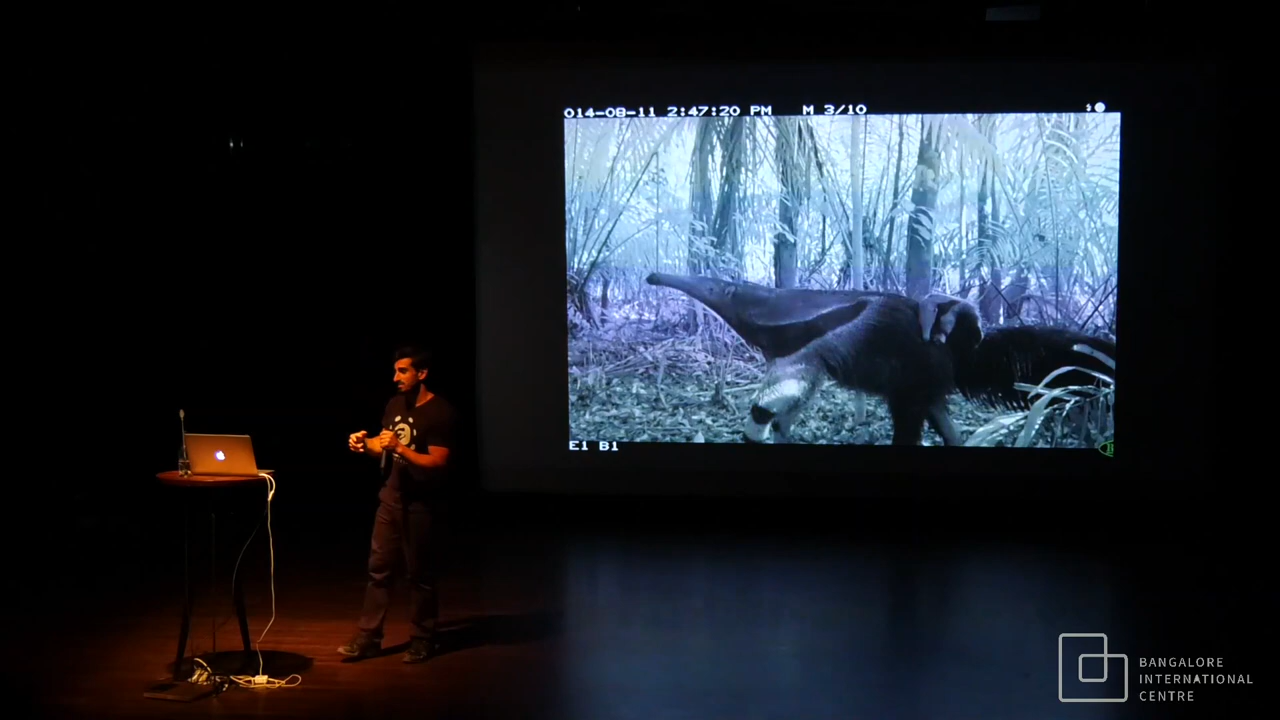 014-08-11 2:47:20 PM M 3/10
E1 B1
BANGALORE
INTERNATIONAL
CENTRE